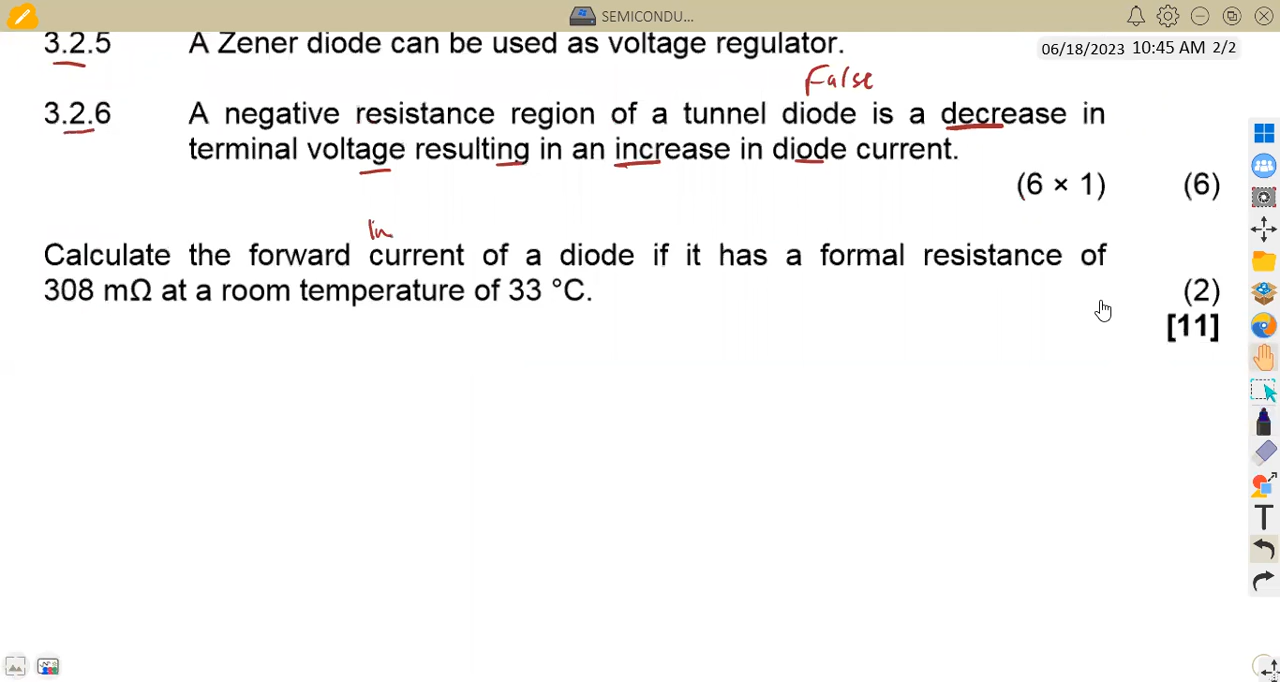 SEMICONDU...
3.2.5 A Zener diode can be used as voltage regulator.
06/18/2023 10:45 AM 2/2
False
3.2.6 A negative resistance region of a tunnel diode is a decrease in
terminal voltage resulting in an increase in diode current.
(6 × 1) (6)
In
Calculate the forward current of a diode if it has a formal resistance of
308 mΩ at a room temperature of 33 °C. (2)
[11]
T